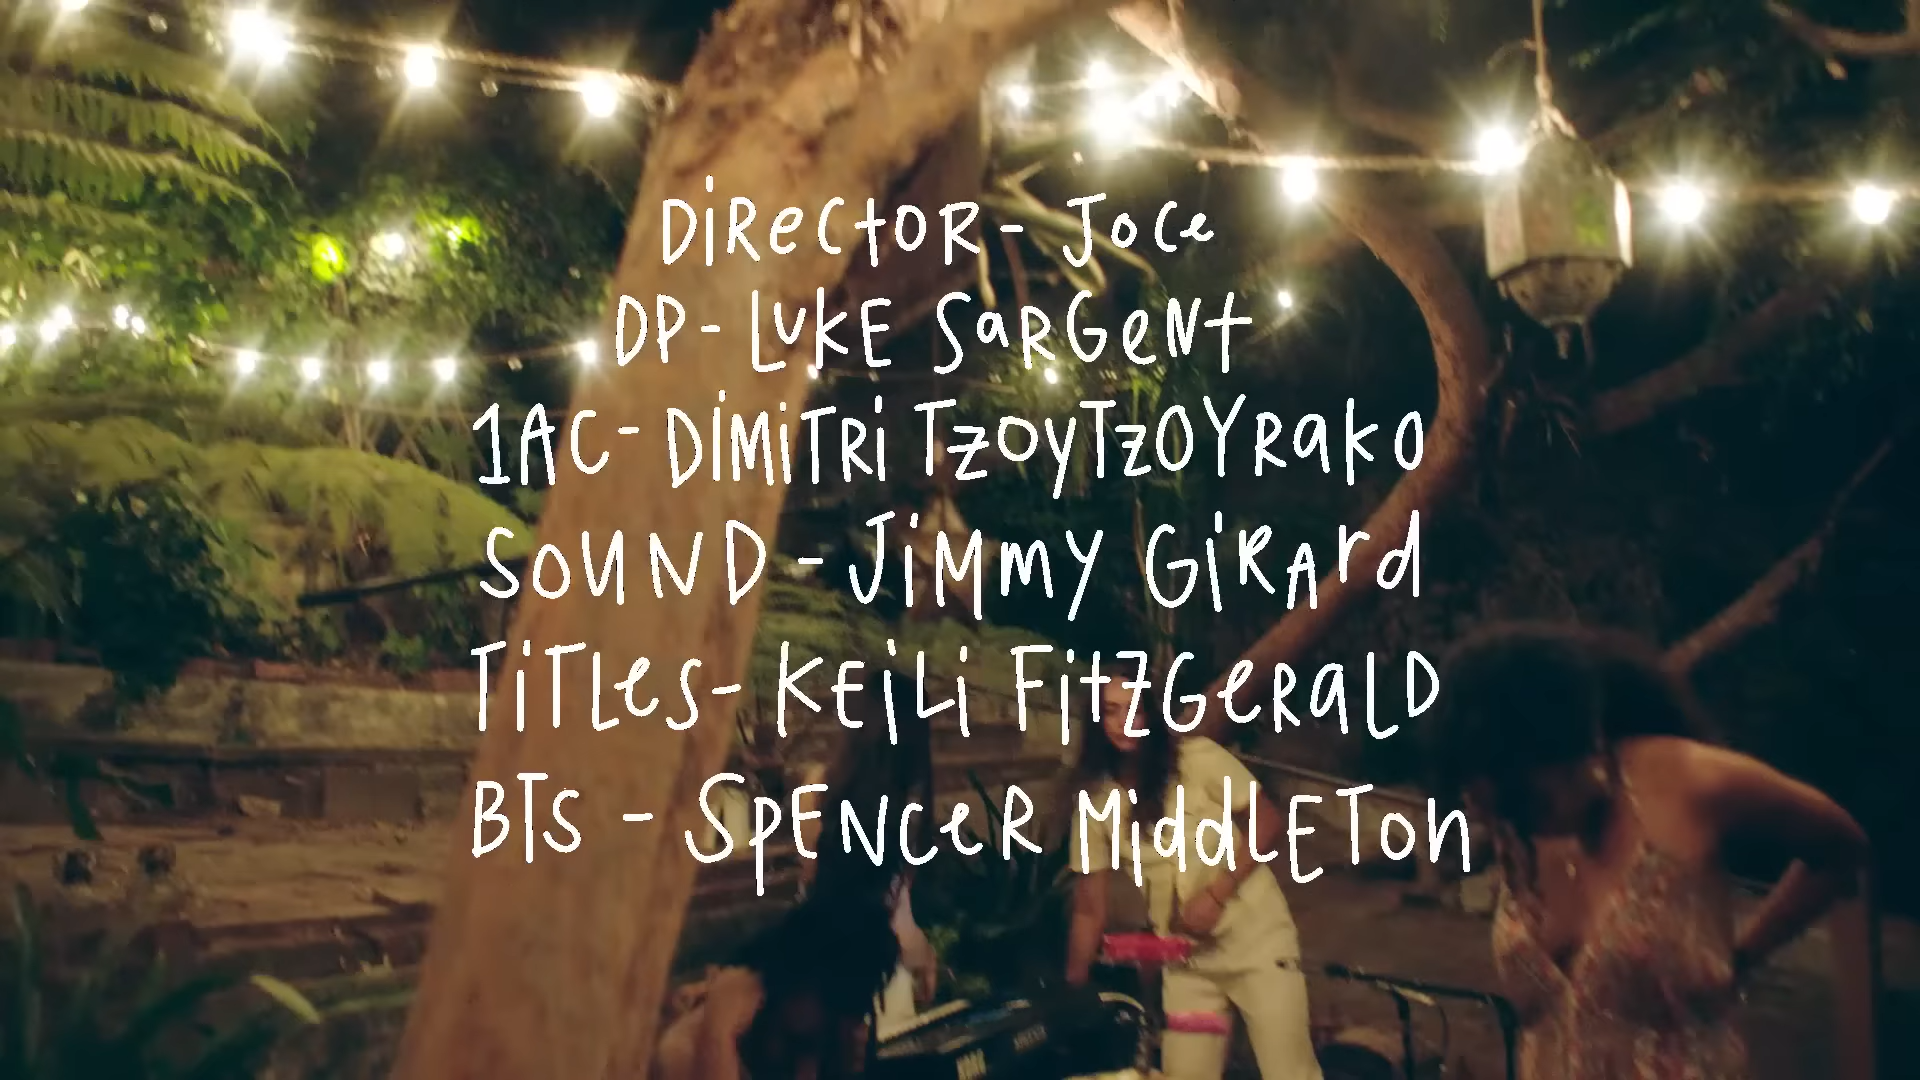 DiRecToR - Joce
DP - LuKE SaRGeNt
1AC - DiMiTRi TzoyTzOYRako
SOUND - JiMmy GiRARd
TiTLes - KEiLi FitZGeRaLD
BTS - SpENCeR MiddLETon